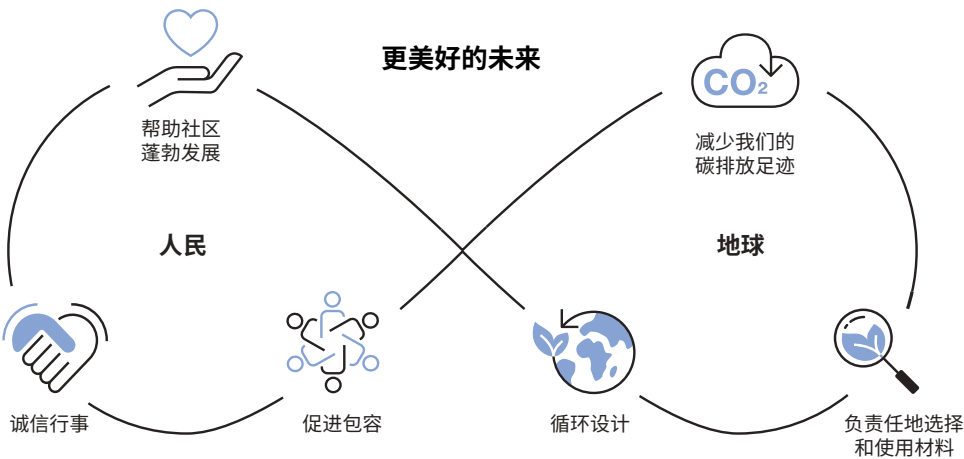 更美好的未来
CO₂
帮助社区
蓬勃发展
减少我们的
碳排放足迹
人民
地球
诚信行事
促进包容
循环设计
负责任地选择
和使用材料